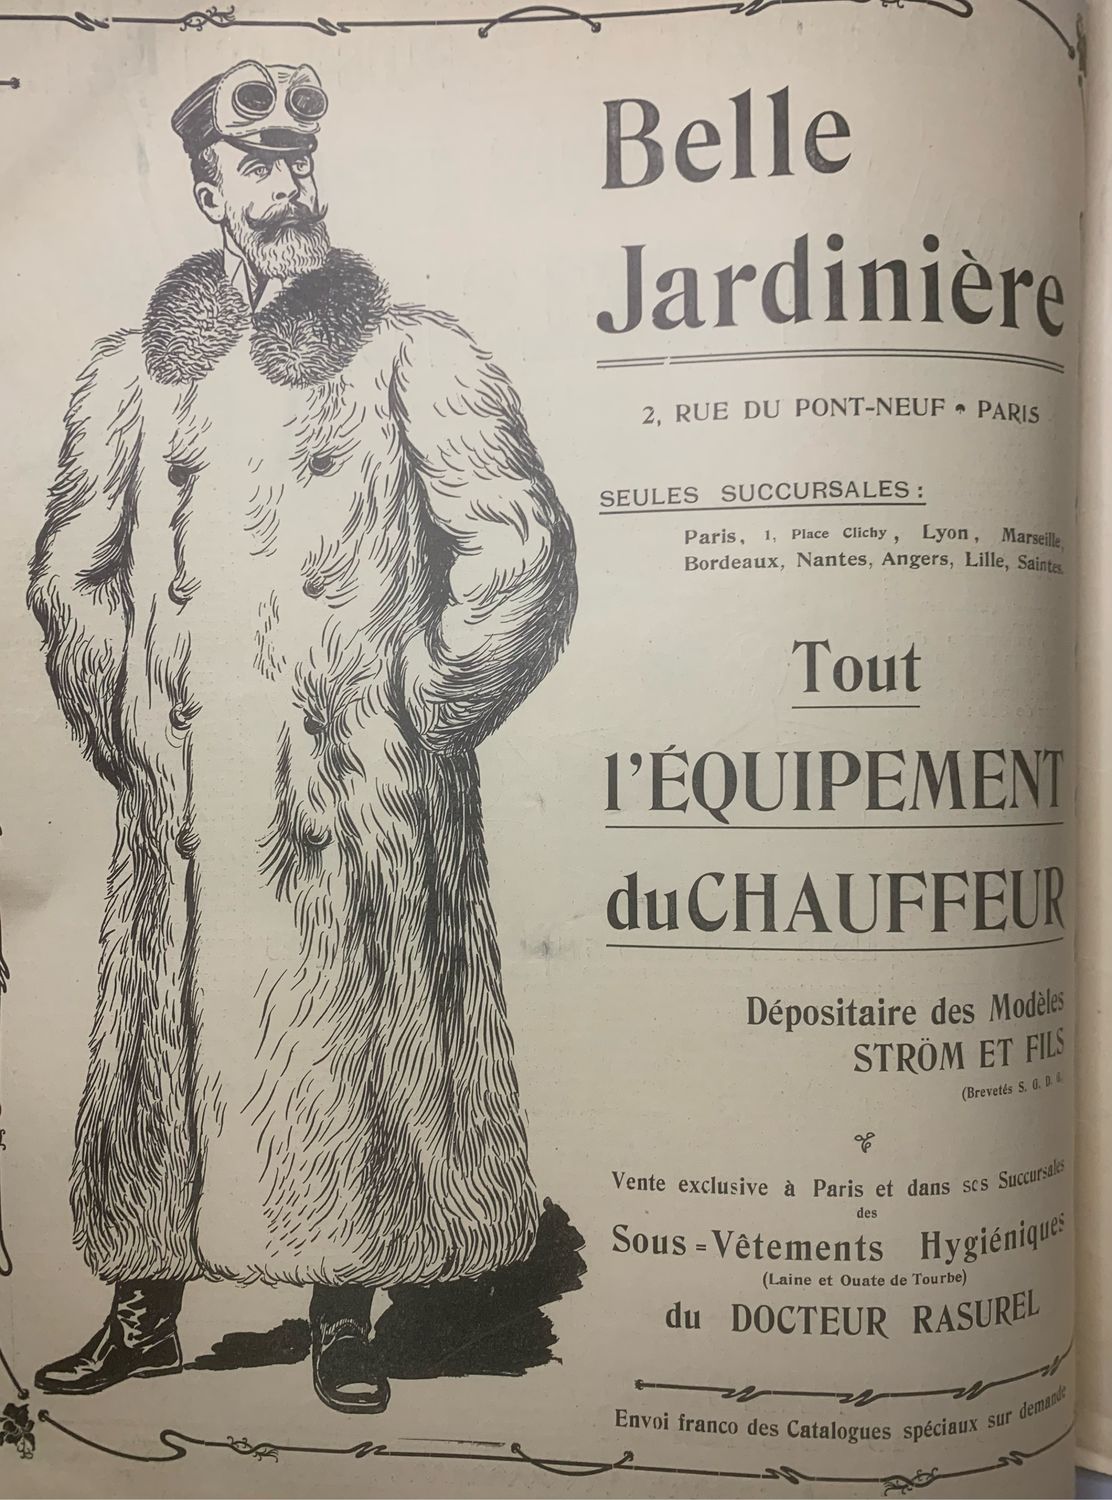 Belle
Jardinière
2, RUE DU PONT-NEUF PARIS
SEULES SUCCURSALES :
Paris, 1, Place Clichy, Lyon, Marseille,
Bordeaux, Nantes, Angers, Lille, Saintes.
Tout
l'ÉQUIPEMENT
du CHAUFFEUR
Dépositaire des Modèles
STRÖM ET FILS
(Brevetés S. G. D. G.)
Vente exclusive à Paris et dans ses Succursales
des
Sous-Vêtements Hygiéniques
(Laine et Ouate de Tourbe)
du DOCTEUR RASUREL
Envoi franco des Catalogues spéciaux sur demande